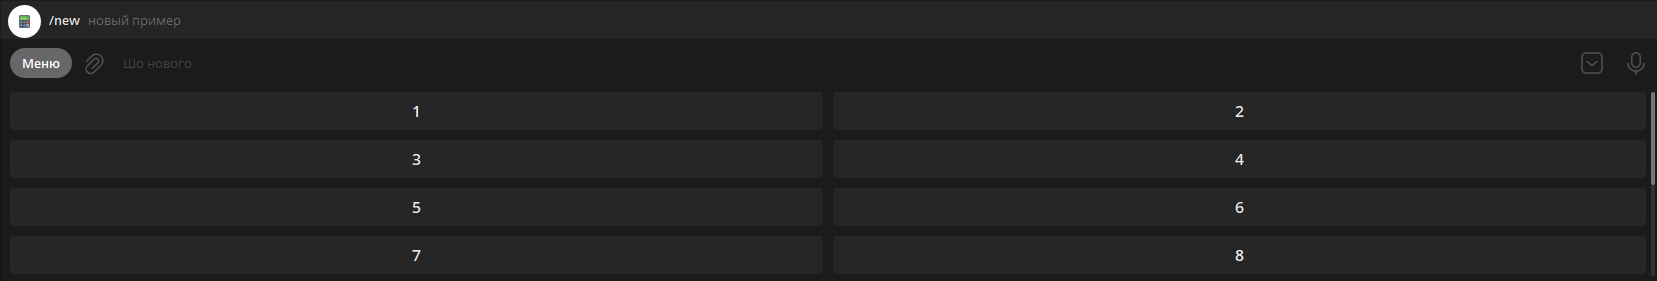 /new новый пример
Меню Шо нового
1 2
3 4
5 6
7 8